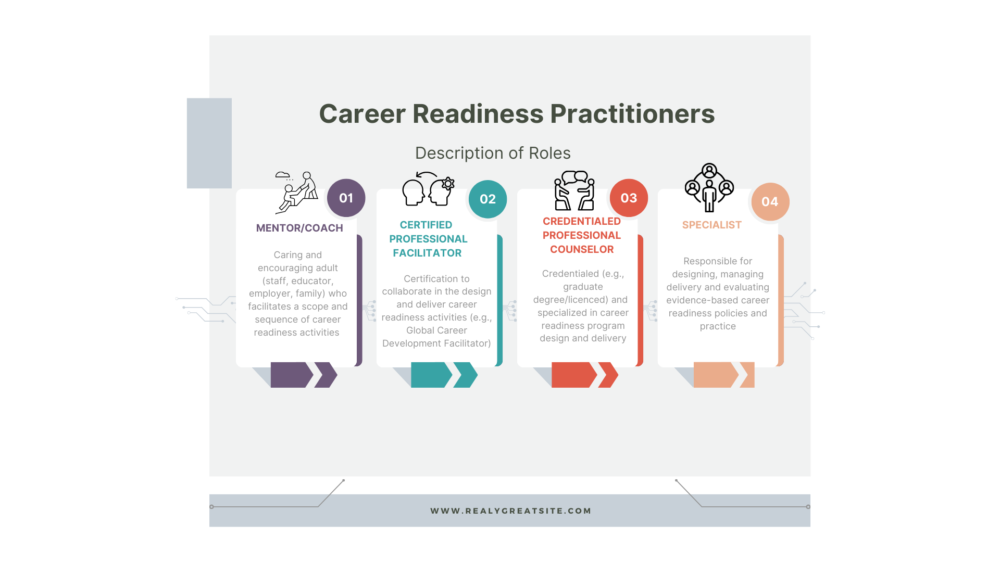 Career Readiness Practitioners
Description of Roles
01
MENTOR/COACH
Caring and
encouraging adult
(staff, educator,
employer, family) who
facilitates a scope and
sequence of career
readiness activities
02
CERTIFIED
PROFESSIONAL
FACILITATOR
Certification to
collaborate in the design
and deliver career
readiness activities (e.g.,
Global Career
Development Facilitator)
03
CREDENTIALED
PROFESSIONAL
COUNSELOR
Credentialed (e.g.,
graduate
degree/licenced) and
specialized in career
readiness program
design and delivery
04
SPECIALIST
Responsible for
designing, managing
delivery and evaluating
evidence-based career
readiness policies and
practice
WWW.REALYGREATSITE.COM